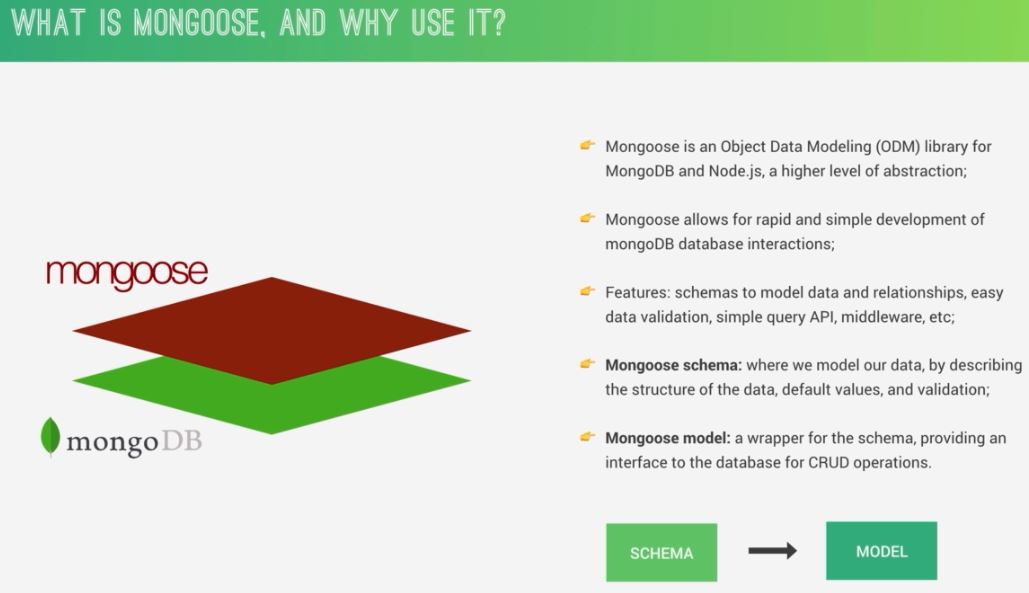 WHAT IS MONGOOSE, AND WHY USE IT?
mongoose
mongoDB
Mongoose is an Object Data Modeling (ODM) library for
MongoDB and Node.js, a higher level of abstraction;
Mongoose allows for rapid and simple development of
mongoDB database interactions;
Features: schemas to model data and relationships, easy
data validation, simple query API, middleware, etc;
Mongoose schema: where we model our data, by describing
the structure of the data, default values, and validation;
Mongoose model: a wrapper for the schema, providing an
interface to the database for CRUD operations.
SCHEMA
MODEL